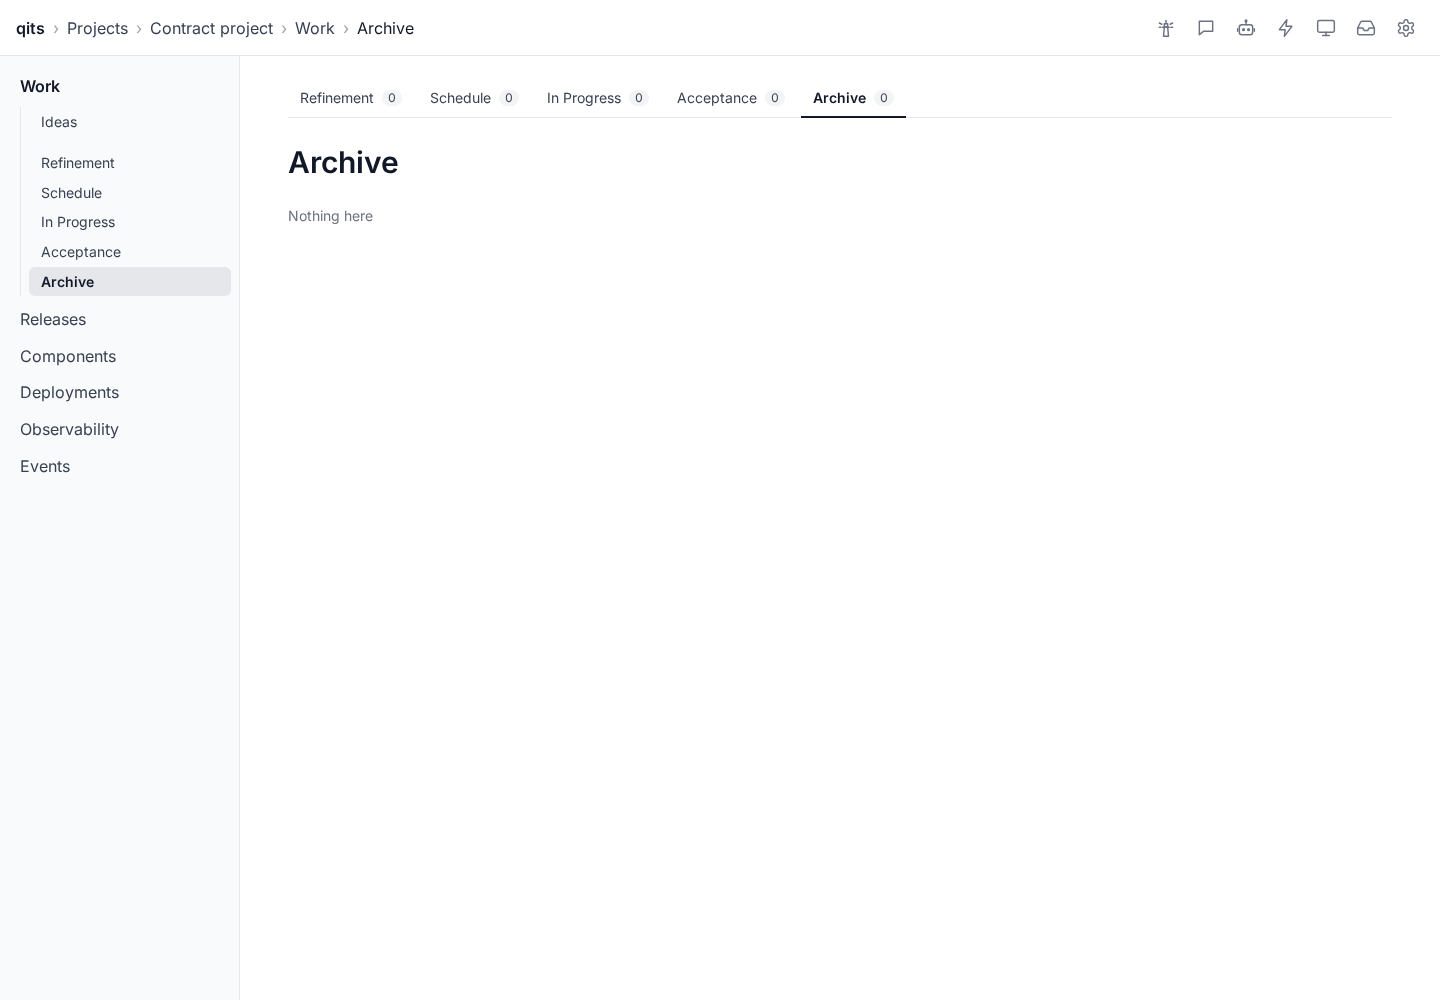 qits › Projects › Contract project › Work › Archive
Work
Ideas
Refinement
Schedule
In Progress
Acceptance
Archive
Releases
Components
Deployments
Observability
Events
Refinement 0 Schedule 0 In Progress 0 Acceptance 0 Archive 0
Archive
Nothing here